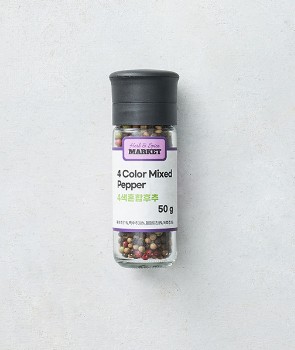 Herb & Spice
MARKET
4 Color Mixed
Pepper
4색혼합후추
50 g